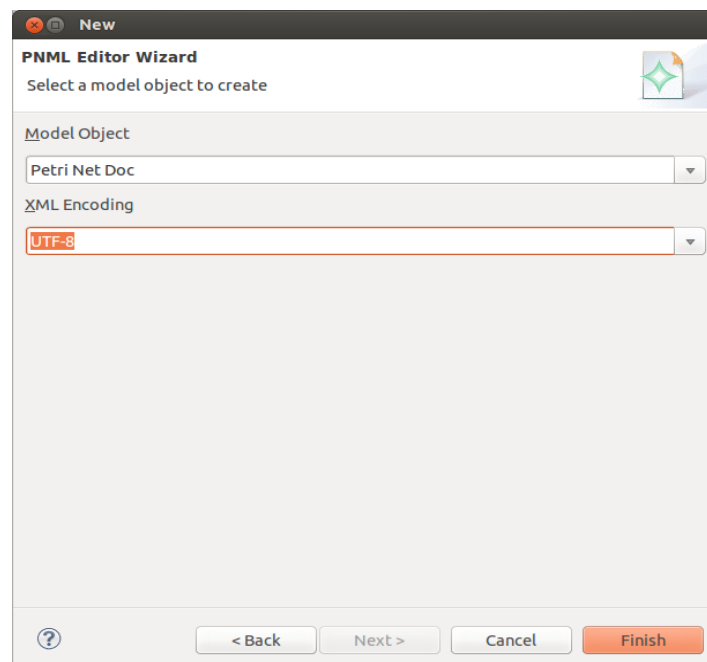 New
PNML Editor Wizard
Select a model object to create
Model Object
Petri Net Doc
XML Encoding
UTF-8
? < Back Next > Cancel Finish